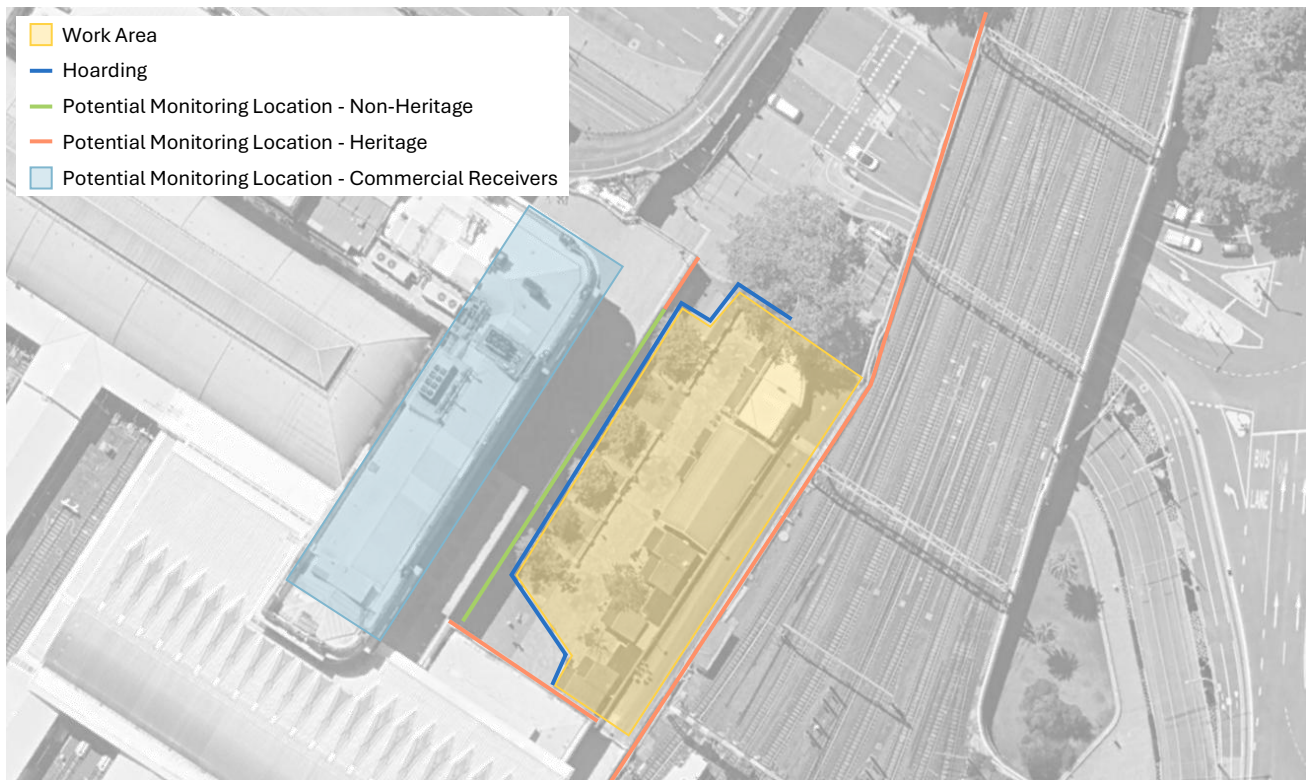 Work Area
Hoarding
Potential Monitoring Location - Non-Heritage
Potential Monitoring Location - Heritage
Potential Monitoring Location - Commercial Receivers
BUS
LANE